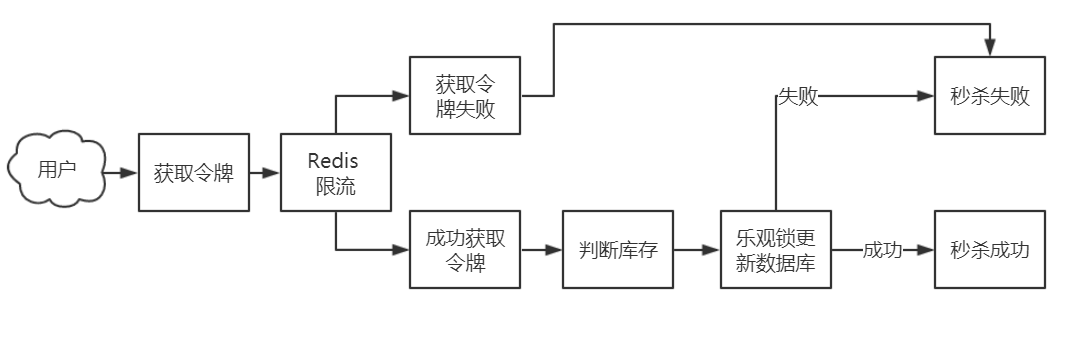 用户
获取令牌
Redis
限流
获取令
牌失败
成功获取
令牌
判断库存
乐观锁更
新数据库
失败
成功
秒杀失败
秒杀成功